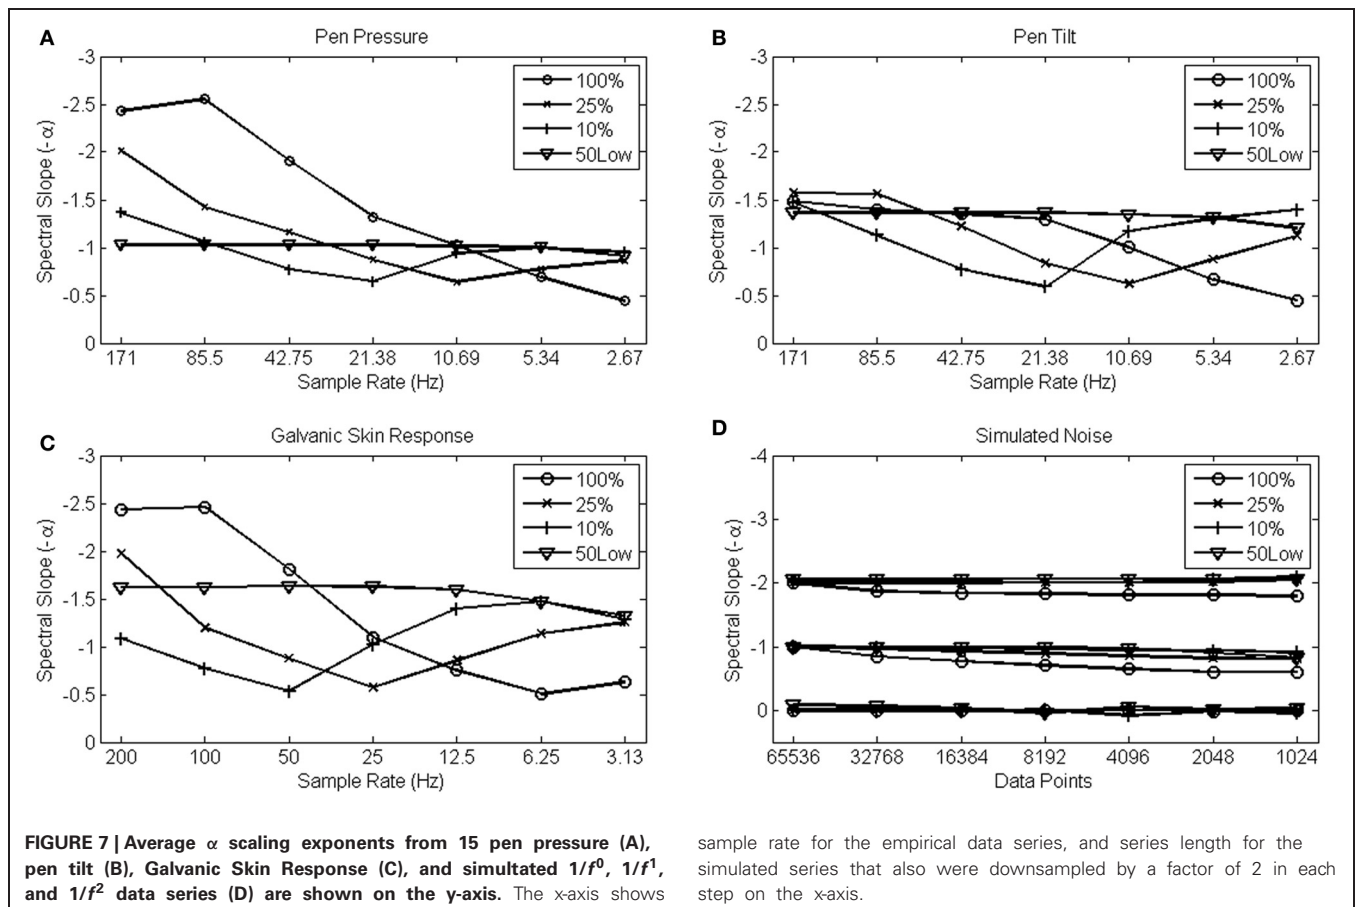 A
Pen Pressure
-3
-2.5
-2
-1.5
-1
-0.5
0
Spectral Slope (-α)
100%
25%
10%
50Low
171 85.5 42.75 21.38 10.69 5.34 2.67
Sample Rate (Hz)
B
Pen Tilt
-3
-2.5
-2
-1.5
-1
-0.5
0
Spectral Slope (-α)
100%
25%
10%
50Low
171 85.5 42.75 21.38 10.69 5.34 2.67
Sample Rate (Hz)
C
Galvanic Skin Response
-3
-2.5
-2
-1.5
-1
-0.5
0
Spectral Slope (-α)
100%
25%
10%
50Low
200 100 50 25 12.5 6.25 3.13
Sample Rate (Hz)
D
Simulated Noise
-4
-3
-2
-1
0
Spectral Slope (-α)
100%
25%
10%
50Low
65536 32768 16384 8192 4096 2048 1024
Data Points
FIGURE 7 | Average α scaling exponents from 15 pen pressure (A),
pen tilt (B), Galvanic Skin Response (C), and simultated 1/f⁰, 1/f¹,
and 1/f² data series (D) are shown on the y-axis. The x-axis shows
sample rate for the empirical data series, and series length for the
simulated series that also were downsampled by a factor of 2 in each
step on the x-axis.